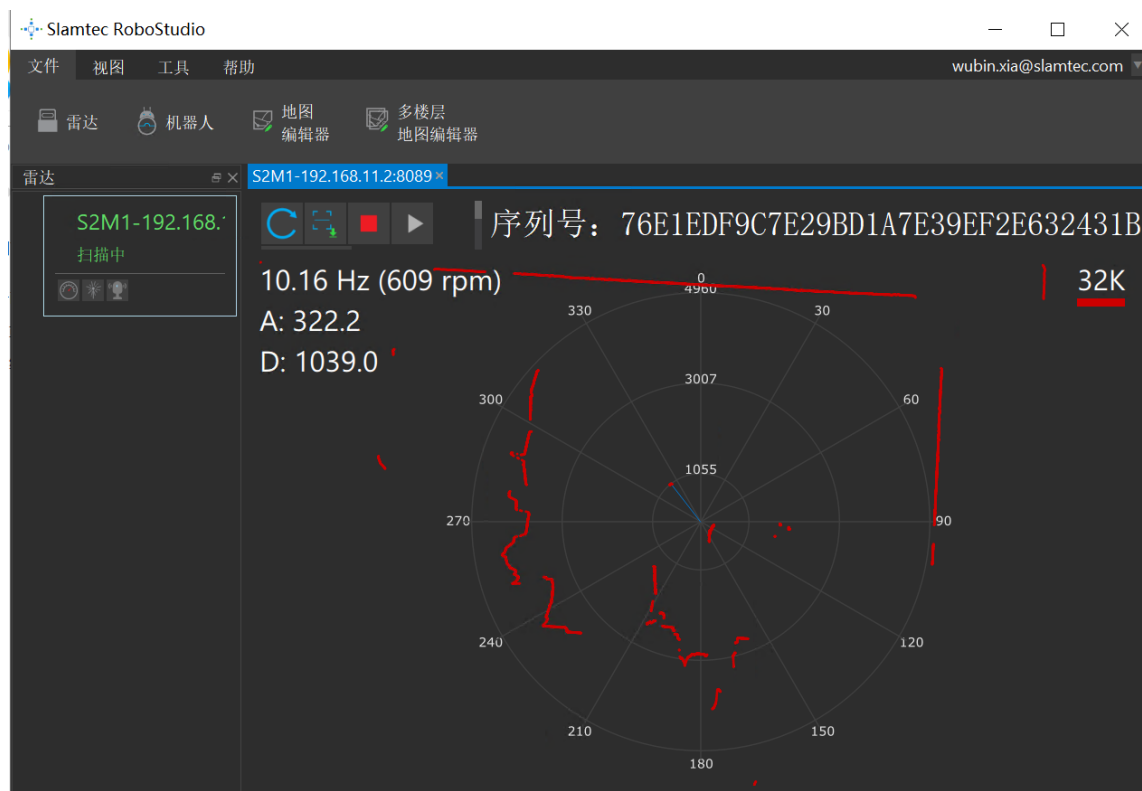 Slamtec RoboStudio
文件 视图 工具 帮助 wubin.xia@slamtec.com
雷达 机器人 地图编辑器 多楼层地图编辑器
雷达
S2M1-192.168.11.2:8089
S2M1-192.168.
扫描中
序列号：76E1EDF9C7E29BD1A7E39EF2E632431B
10.16 Hz (609 rpm)
32K
A: 322.2
D: 1039.0
0
4960
330
30
3007
300
60
1055
270
90
240
120
210
150
180